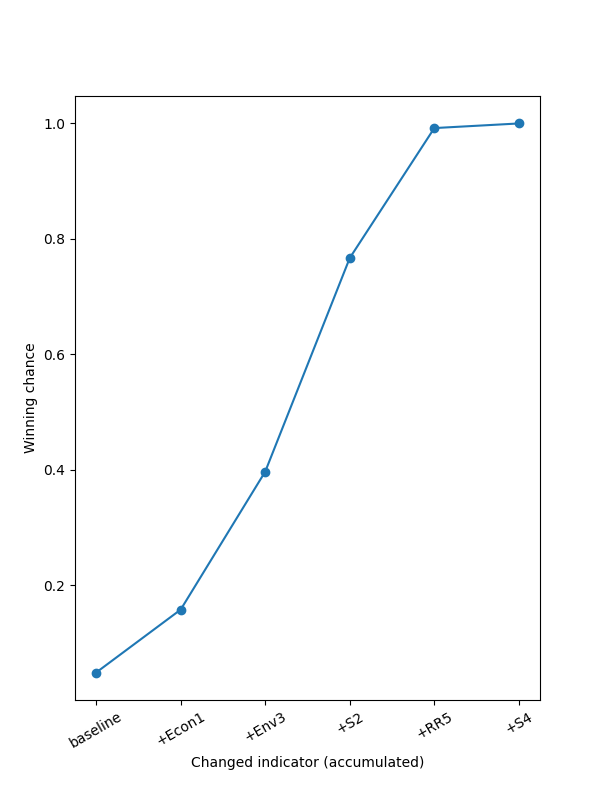 Winning chance
1.0
0.8
0.6
0.4
0.2
baseline
+Econ1
+Env3
+S2
+RR5
+S4
Changed indicator (accumulated)